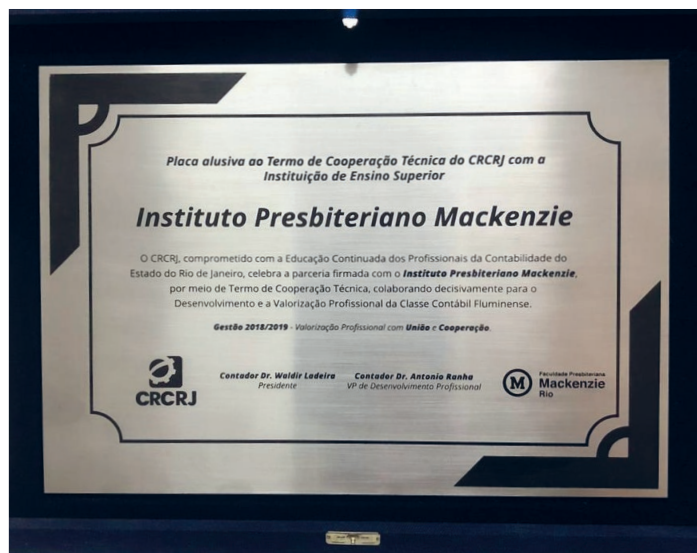 Placa alusiva ao Termo de Cooperação Técnica do CRCRJ com a
Instituição de Ensino Superior
Instituto Presbiteriano Mackenzie
O CRCRJ, comprometido com a Educação Continuada dos Profissionais da Contabilidade do
Estado do Rio de Janeiro, celebra a parceria firmada com o Instituto Presbiteriano Mackenzie,
por meio de Termo de Cooperação Técnica, colaborando decisivamente para o
Desenvolvimento e a Valorização Profissional da Classe Contábil Fluminense.
Gestão 2018/2019 - Valorização Profissional com União e Cooperação.
CRCRJ
Contador Dr. Waldir Ladeira
Presidente
Contador Dr. Antonio Ranha
VP de Desenvolvimento Profissional
M
Faculdade Presbiteriana
Mackenzie
Rio